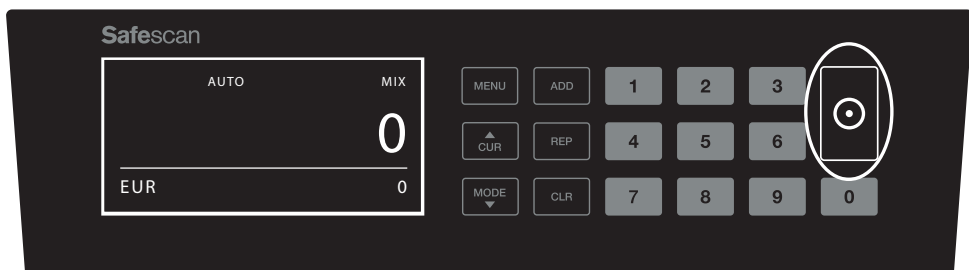 Safescan
AUTO MIX
0
EUR 0
MENU ADD 1 2 3
CUR REP 4 5 6
MODE CLR 7 8 9 0